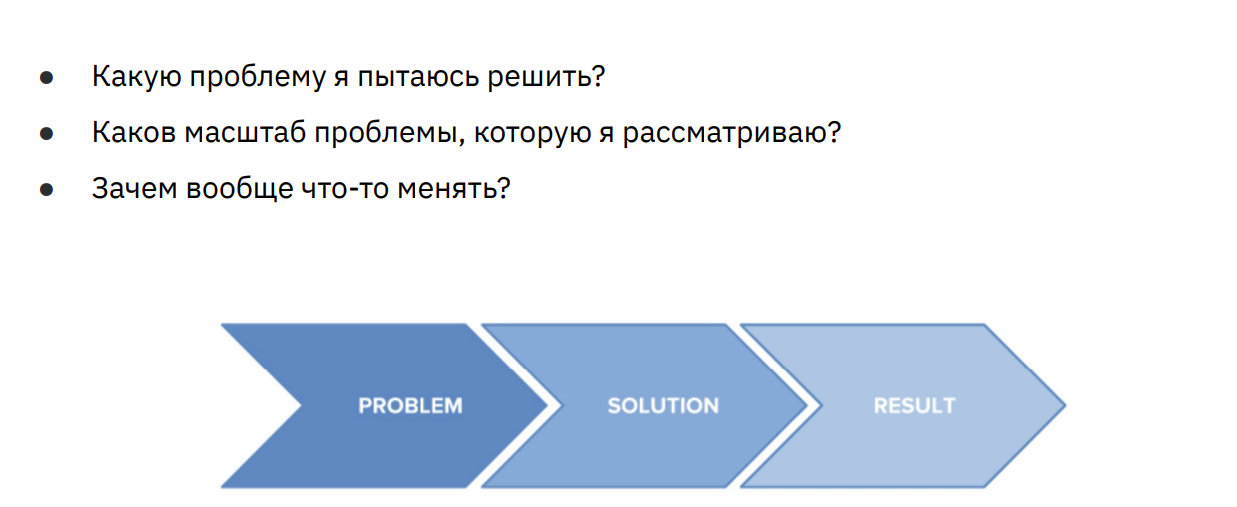 ● Какую проблему я пытаюсь решить?
● Каков масштаб проблемы, которую я рассматриваю?
● Зачем вообще что-то менять?
PROBLEM SOLUTION RESULT